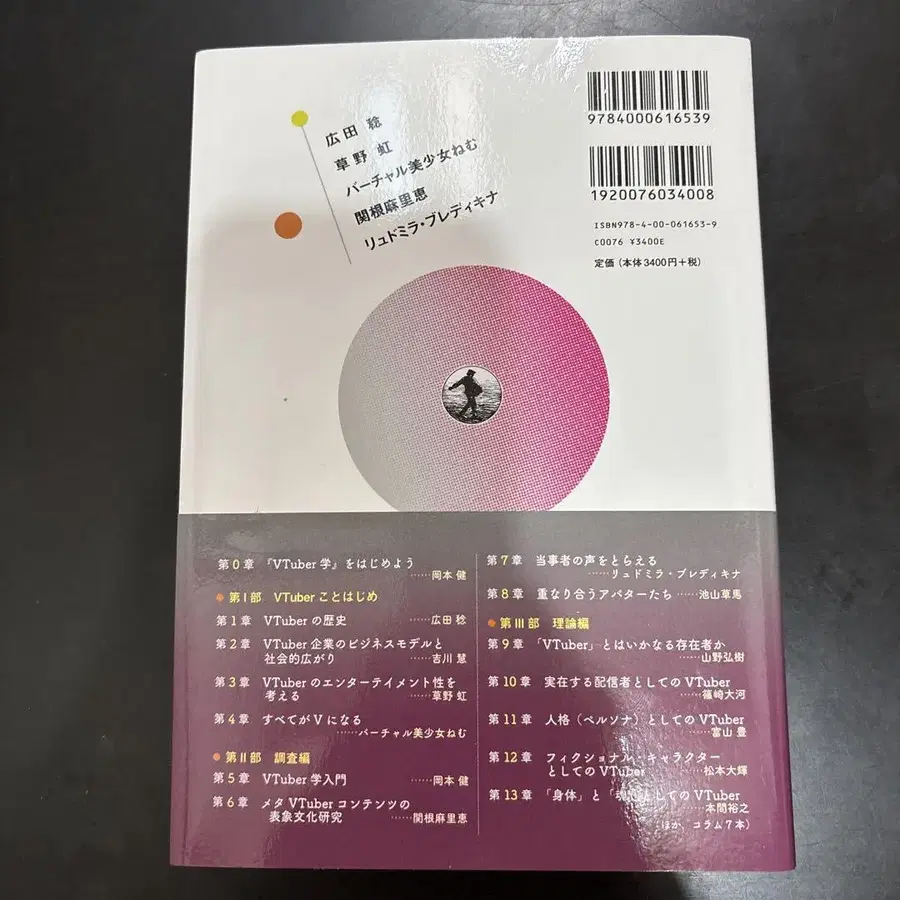 広田 稔
草野 虹
バーチャル美少女ねむ
関根麻里恵
リュドミラ・ブレディキナ
9784000616539
1920076034008
ISBN978-4-00-061653-9
C0076 ¥3400E
定価（本体3400円＋税）
第0章 『VTuber学』をはじめよう
……岡本 健
第Ⅰ部 VTuberことはじめ
第1章 VTuberの歴史 ……広田 稔
第2章 VTuber企業のビジネスモデルと
社会的広がり ……吉川 慧
第3章 VTuberのエンターテイメント性を
考える ……草野 虹
第4章 すべてがVになる
……バーチャル美少女ねむ
第Ⅱ部 調査編
第5章 VTuber学入門 ……岡本 健
第6章 メタVTuberコンテンツの
表象文化研究 ……関根麻里恵
第7章 当事者の声をとらえる
……リュドミラ・ブレディキナ
第8章 重なり合うアバターたち ……池山草馬
第Ⅲ部 理論編
第9章 「VTuber」とはいかなる存在者か
……山野弘樹
第10章 実在する配信者としてのVTuber
……篠崎大河
第11章 人格（ペルソナ）としてのVTuber
……富山 豊
第12章 フィクショナル・キャラクター
としてのVTuber ……松本大輝
第13章 「身体」と「魂」としてのVTuber
……本間裕之
（ほか、コラム7本）